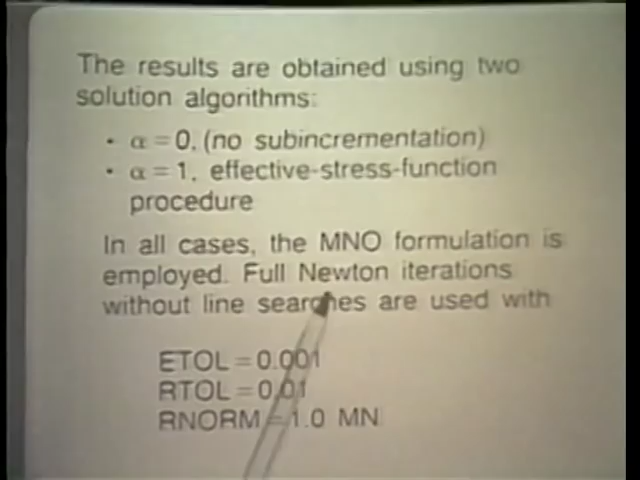 The results are obtained using two
solution algorithms:
• α = 0, (no subincrementation)
• α = 1, effective-stress-function
procedure
In all cases, the MNO formulation is
employed. Full Newton iterations
without line searches are used with
ETOL = 0.001
RTOL = 0.01
RNORM = 1.0 MN